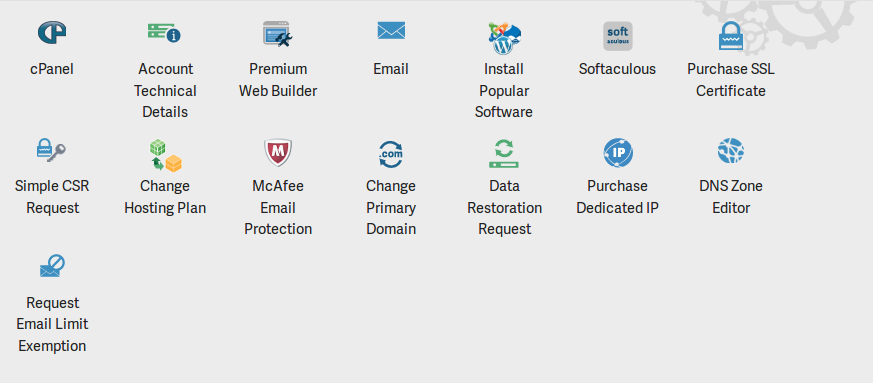 soft
aculous
cPanel
Account
Technical
Details
Premium
Web Builder
Email
Install
Popular
Software
Softaculous
Purchase SSL
Certificate
.com
IP
Simple CSR
Request
Change
Hosting Plan
McAfee
Email
Protection
Change
Primary
Domain
Data
Restoration
Request
Purchase
Dedicated IP
DNS Zone
Editor
Request
Email Limit
Exemption